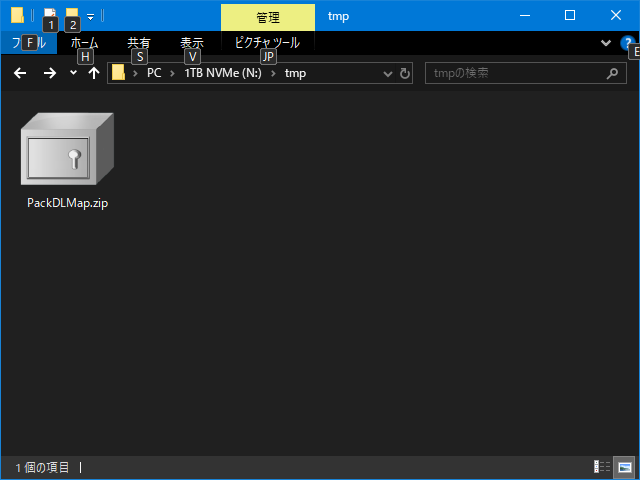 1 2 管理 tmp
ファイル ホーム 共有 表示 ピクチャ ツール
F H S V JP E
PC 1TB NVMe (N:) tmp tmpの検索
PackDLMap.zip
1 個の項目